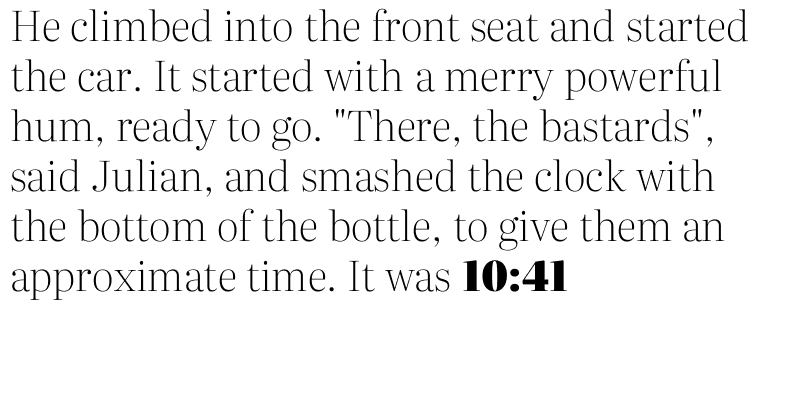 He climbed into the front seat and started
the car. It started with a merry powerful
hum, ready to go. "There, the bastards",
said Julian, and smashed the clock with
the bottom of the bottle, to give them an
approximate time. It was 10:41